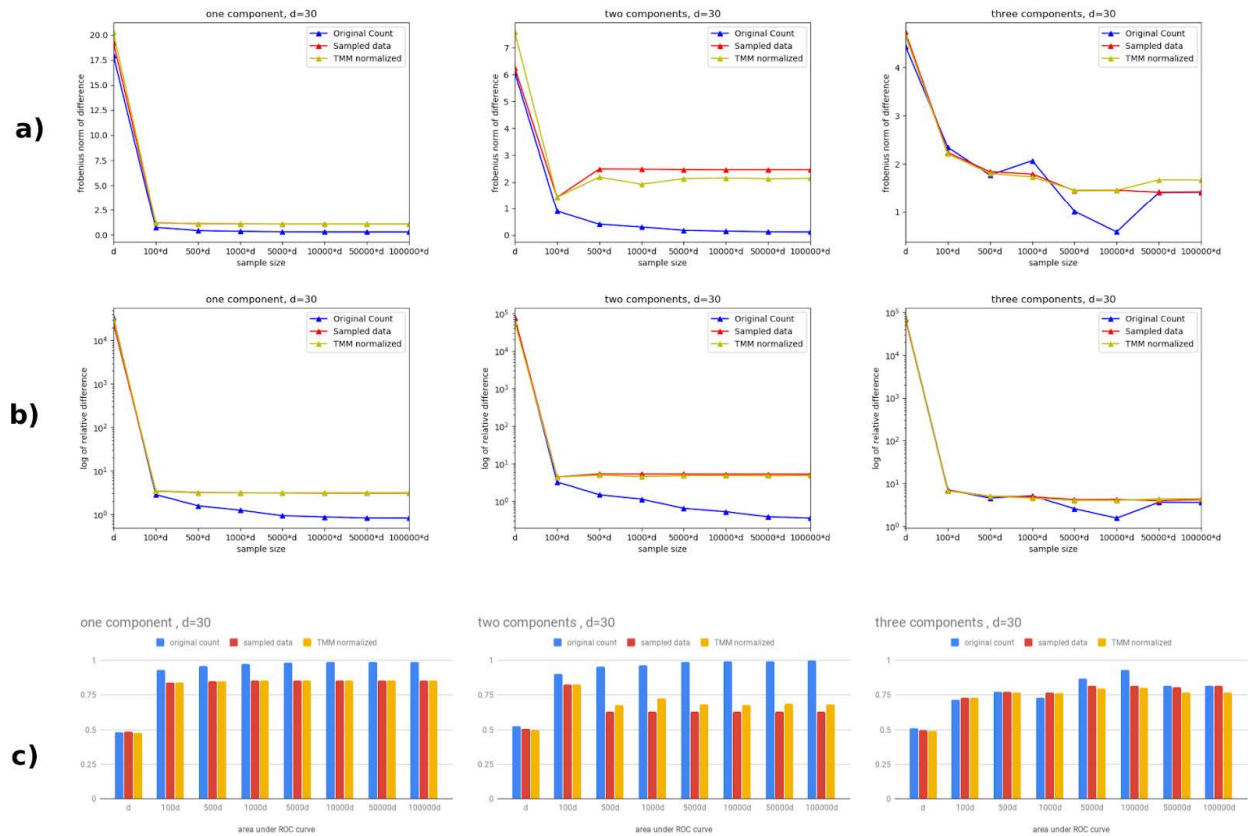 a)
one component, d=30
frobenius norm of difference
20.0
17.5
15.0
12.5
10.0
7.5
5.0
2.5
0.0
Original Count
Sampled data
TMM normalized
d 100*d 500*d 1000*d 5000*d 10000*d 50000*d 100000*d
sample size
two components, d=30
frobenius norm of difference
7
6
5
4
3
2
1
0
Original Count
Sampled data
TMM normalized
d 100*d 500*d 1000*d 5000*d 10000*d 50000*d 100000*d
sample size
three components, d=30
frobenius norm of difference
4
3
2
1
Original Count
Sampled data
TMM normalized
d 100*d 500*d 1000*d 5000*d 10000*d 50000*d 100000*d
sample size
b)
one component, d=30
log of relative difference
10⁴
10³
10²
10¹
10⁰
Original Count
Sampled data
TMM normalized
d 100*d 500*d 1000*d 5000*d 10000*d 50000*d 100000*d
sample size
two components, d=30
log of relative difference
10⁵
10⁴
10³
10²
10¹
10⁰
Original Count
Sampled data
TMM normalized
d 100*d 500*d 1000*d 5000*d 10000*d 50000*d 100000*d
sample size
three components, d=30
log of relative difference
10⁵
10⁴
10³
10²
10¹
10⁰
Original Count
Sampled data
TMM normalized
d 100*d 500*d 1000*d 5000*d 10000*d 50000*d 100000*d
sample size
c)
one component , d=30
original count sampled data TMM normalized
1
0.75
0.5
0.25
0
d 100d 500d 1000d 5000d 10000d 50000d 100000d
area under ROC curve
two components , d=30
original count sampled data TMM normalized
1
0.75
0.5
0.25
0
d 100d 500d 1000d 5000d 10000d 50000d 100000d
area under ROC curve
three components , d=30
original count sampled data TMM normalized
1
0.75
0.5
0.25
0
d 100d 500d 1000d 5000d 10000d 50000d 100000d
area under ROC curve